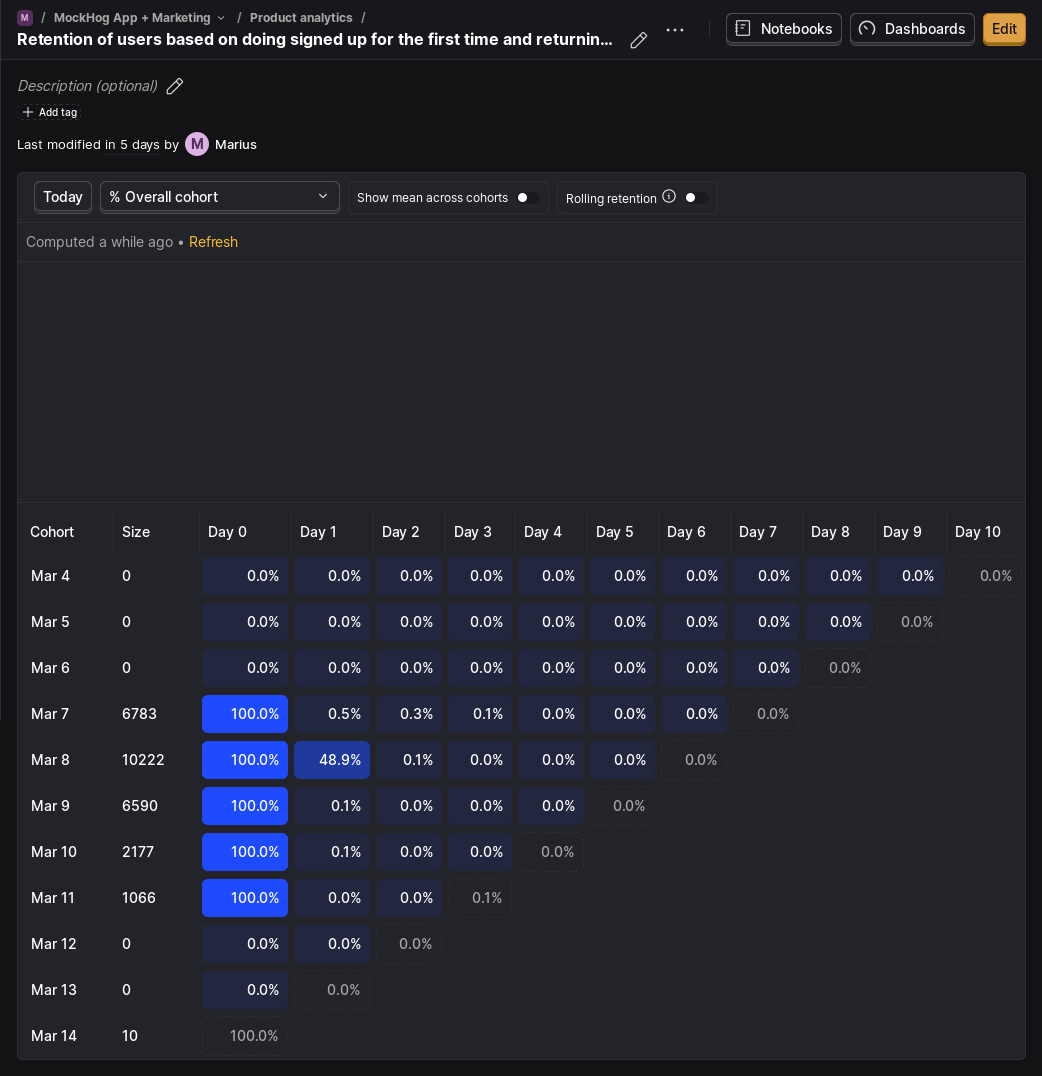 M / MockHog App + Marketing / Product analytics /
Retention of users based on doing signed up for the first time and returnin...
Notebooks
Dashboards
Edit
Description (optional)
Add tag
Last modified in 5 days by M Marius
Today
% Overall cohort
Show mean across cohorts
Rolling retention
Computed a while ago • Refresh
Cohort Size Day 0 Day 1 Day 2 Day 3 Day 4 Day 5 Day 6 Day 7 Day 8 Day 9 Day 10
Mar 4 0 0.0% 0.0% 0.0% 0.0% 0.0% 0.0% 0.0% 0.0% 0.0% 0.0% 0.0%
Mar 5 0 0.0% 0.0% 0.0% 0.0% 0.0% 0.0% 0.0% 0.0% 0.0% 0.0%
Mar 6 0 0.0% 0.0% 0.0% 0.0% 0.0% 0.0% 0.0% 0.0% 0.0%
Mar 7 6783 100.0% 0.5% 0.3% 0.1% 0.0% 0.0% 0.0% 0.0%
Mar 8 10222 100.0% 48.9% 0.1% 0.0% 0.0% 0.0% 0.0%
Mar 9 6590 100.0% 0.1% 0.0% 0.0% 0.0% 0.0%
Mar 10 2177 100.0% 0.1% 0.0% 0.0% 0.0%
Mar 11 1066 100.0% 0.0% 0.0% 0.1%
Mar 12 0 0.0% 0.0% 0.0%
Mar 13 0 0.0% 0.0%
Mar 14 10 100.0%